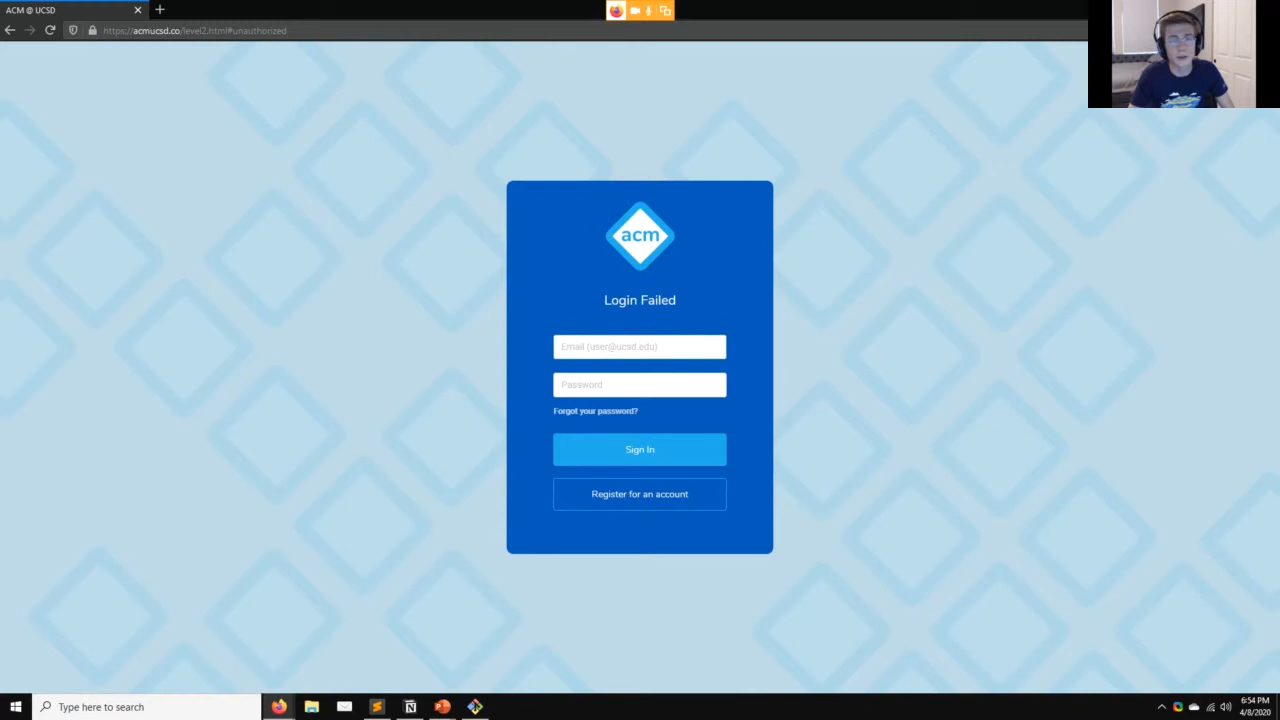 ACM @ UCSD
https://acmucsd.co/level2.html#unauthorized
acm
Login Failed
Email (user@ucsd.edu)
Password
Forgot your password?
Sign In
Register for an account
Type here to search
6:54 PM
4/8/2020